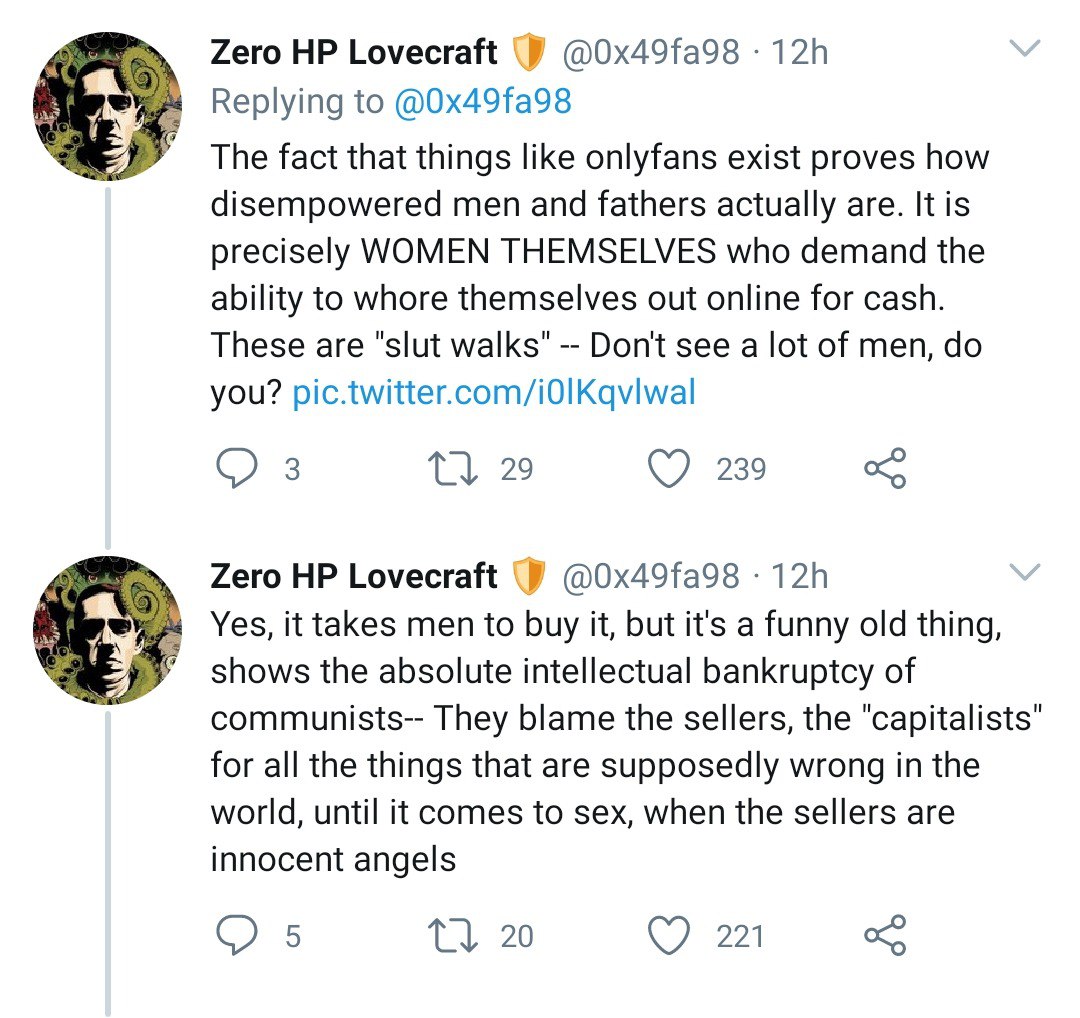 Zero HP Lovecraft @0x49fa98 · 12h
Replying to @0x49fa98
The fact that things like onlyfans exist proves how
disempowered men and fathers actually are. It is
precisely WOMEN THEMSELVES who demand the
ability to whore themselves out online for cash.
These are "slut walks" -- Don't see a lot of men, do
you? pic.twitter.com/i0lKqvlwal
3 29 239
Zero HP Lovecraft @0x49fa98 · 12h
Yes, it takes men to buy it, but it's a funny old thing,
shows the absolute intellectual bankruptcy of
communists-- They blame the sellers, the "capitalists"
for all the things that are supposedly wrong in the
world, until it comes to sex, when the sellers are
innocent angels
5 20 221